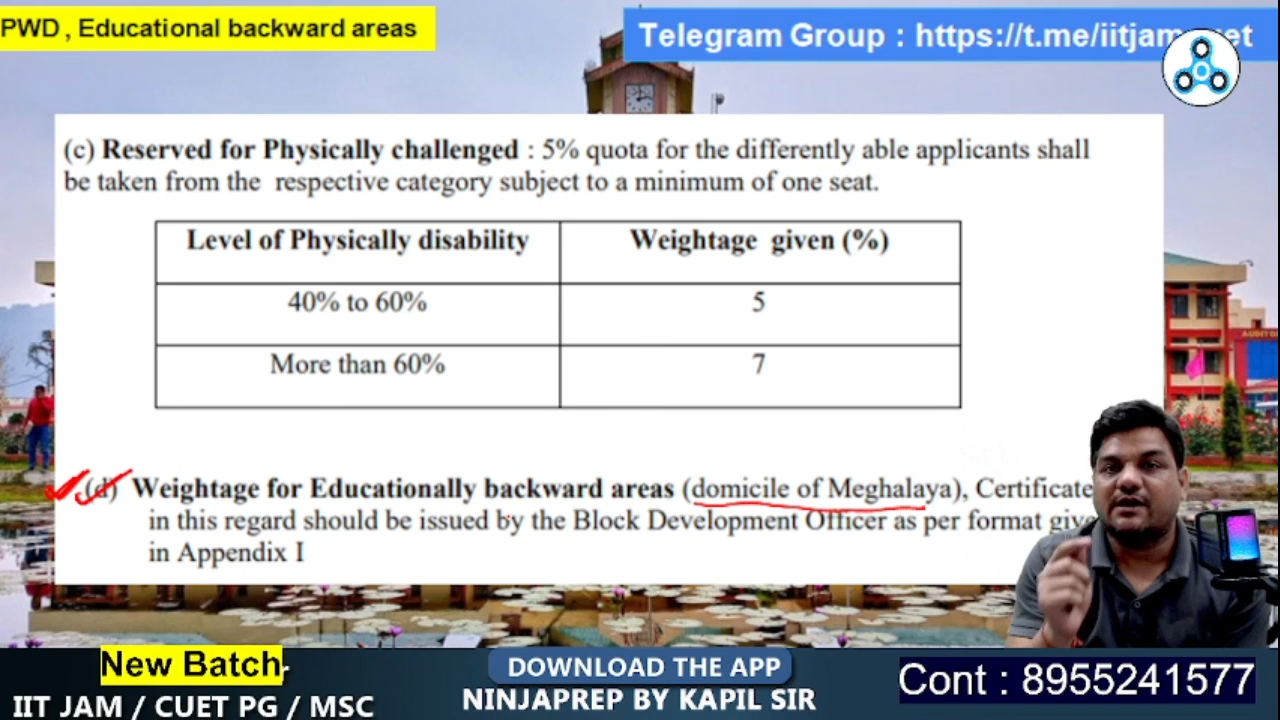 PWD , Educational backward areas
Telegram Group : https://t.me/iitjam
et
(c) Reserved for Physically challenged : 5% quota for the differently able applicants shall
be taken from the respective category subject to a minimum of one seat.
Level of Physically disability
Weightage given (%)
40% to 60%
5
More than 60%
7
(d) Weightage for Educationally backward areas (domicile of Meghalaya), Certificate
in this regard should be issued by the Block Development Officer as per format give
in Appendix I
New Batch
IIT JAM / CUET PG / MSC
DOWNLOAD THE APP
NINJAPREP BY KAPIL SIR
Cont : 8955241577